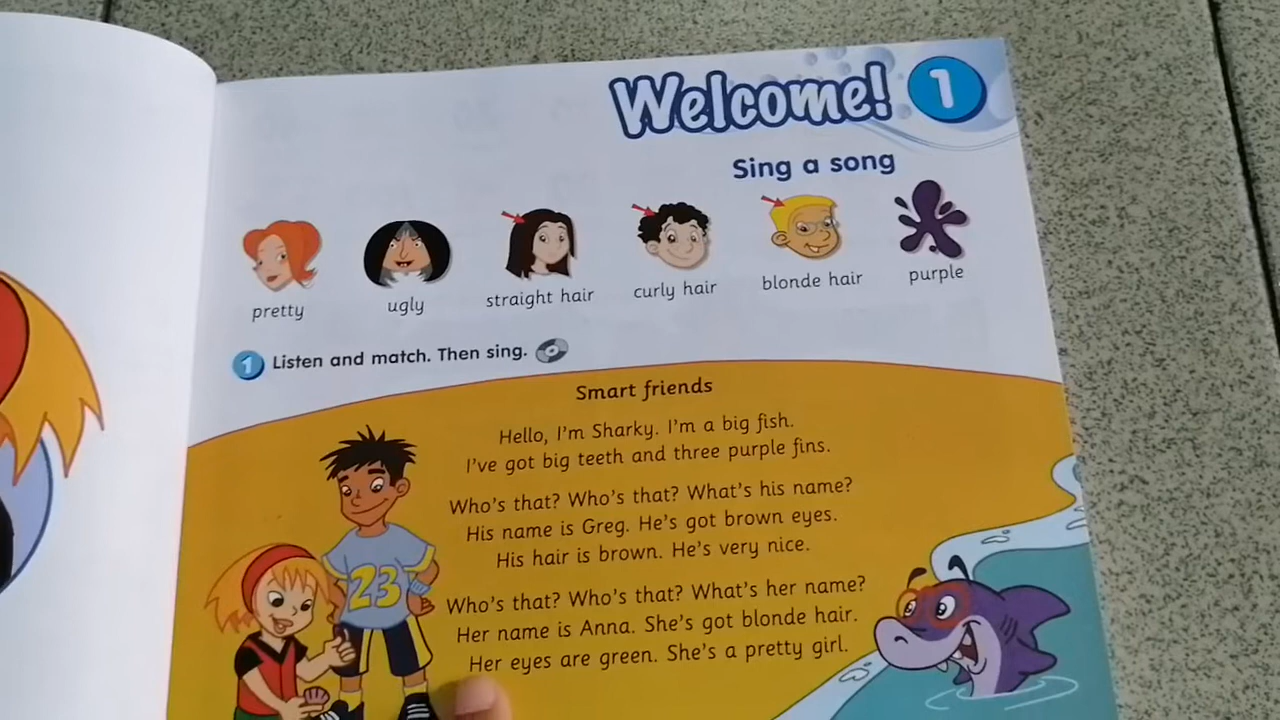 Welcome! 1
Sing a song
pretty
ugly
straight hair
curly hair
blonde hair
purple
1 Listen and match. Then sing.
Smart friends
Hello, I'm Sharky. I'm a big fish.
I've got big teeth and three purple fins.
Who's that? Who's that? What's his name?
His name is Greg. He's got brown eyes.
His hair is brown. He's very nice.
Who's that? Who's that? What's her name?
Her name is Anna. She's got blonde hair.
Her eyes are green. She's a pretty girl.
23